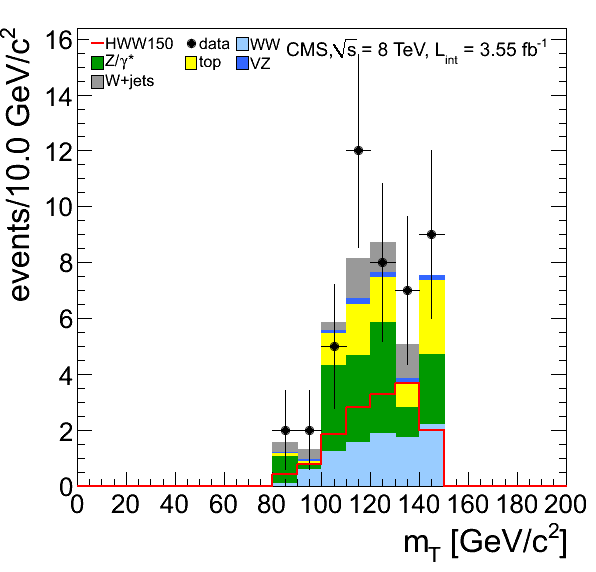 HWW150 data WW
CMS,√s = 8 TeV, L_int = 3.55 fb⁻¹
Z/γ* top VZ
W+jets
events/10.0 GeV/c²
16
14
12
10
8
6
4
2
0
0 20 40 60 80 100 120 140 160 180 200
m_T [GeV/c²]